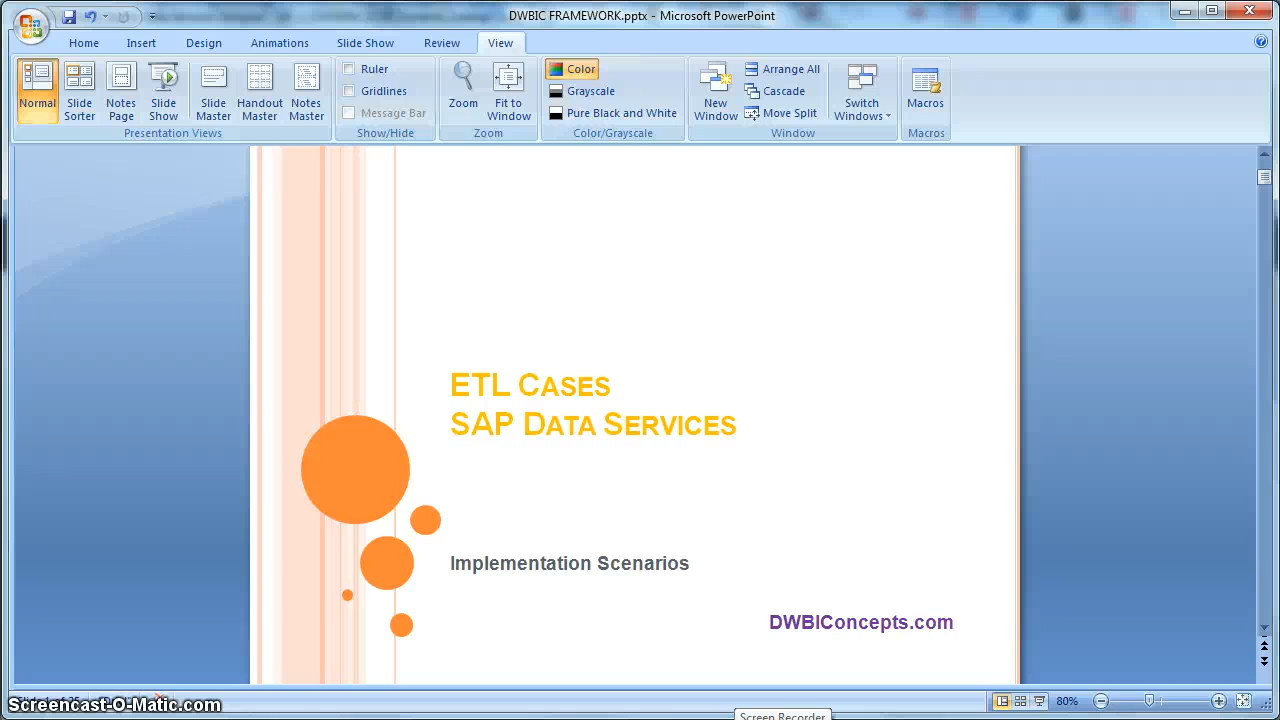 DWBIC FRAMEWORK.pptx - Microsoft PowerPoint
Home Insert Design Animations Slide Show Review View
Normal
Slide Sorter
Notes Page
Slide Show
Slide Master
Handout Master
Notes Master
Presentation Views
Ruler
Gridlines
Message Bar
Show/Hide
Zoom
Fit to Window
Zoom
Color
Grayscale
Pure Black and White
Color/Grayscale
New Window
Arrange All
Cascade
Move Split
Switch Windows
Window
Macros
Macros
ETL CASES
SAP DATA SERVICES
Implementation Scenarios
DWBIConcepts.com
Screencast-O-Matic.com
80%
Screen Recorder